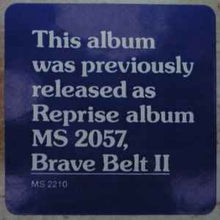 This album
was previously
released as
Reprise album
MS 2057,
Brave Belt II
MS 2210